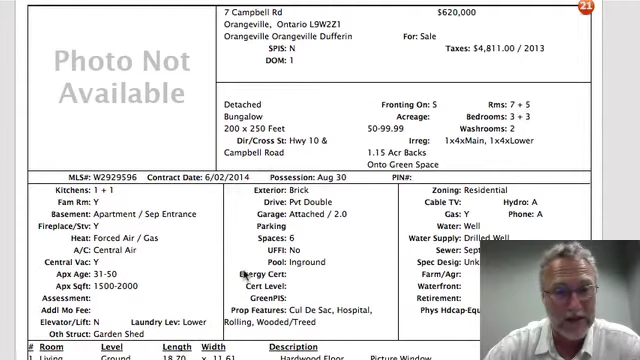 7 Campbell Rd $620,000
21
Orangeville, Ontario L9W2Z1
Orangeville Orangeville Dufferin For: Sale
SPIS: N Taxes: $4,811.00 / 2013
DOM: 1
Photo Not
Available
Detached Fronting On: S Rms: 7 + 5
Bungalow Acreage: Bedrooms: 3 + 3
200 x 250 Feet 50-99.99 Washrooms: 2
Dir/Cross St: Hwy 10 & Irreg: 1x4xMain, 1x4xLower
Campbell Road 1.15 Acr Backs
Onto Green Space
MLS#: W2929596 Contract Date: 6/02/2014 Possession: Aug 30 PIN#:
Kitchens: 1 + 1 Exterior: Brick Zoning: Residential
Fam Rm: Y Drive: Pvt Double Cable TV: Hydro: A
Basement: Apartment / Sep Entrance Garage: Attached / 2.0 Gas: Y Phone: A
Fireplace/Stv: Y Parking Water: Well
Heat: Forced Air / Gas Spaces: 6 Water Supply: Drilled Well
A/C: Central Air UFFI: No Sewer:
Central Vac: Y Pool: Inground Spec Desig:
Apx Age: 31-50 Energy Cert: Farm/Agr:
Apx Sqft: 1500-2000 Cert Level: Waterfront:
Assessment: GreenPIS: Retirement:
Addl Mo Fee: Prop Features: Cul De Sac, Hospital, Phys
Elevator/Lift: N Laundry Lev: Lower Rolling, Wooded/Treed
Oth Struct: Garden Shed
# Room Level Length Width Description
1 Living Ground 18.70 x 11.61 Hardwood Floor Picture Window